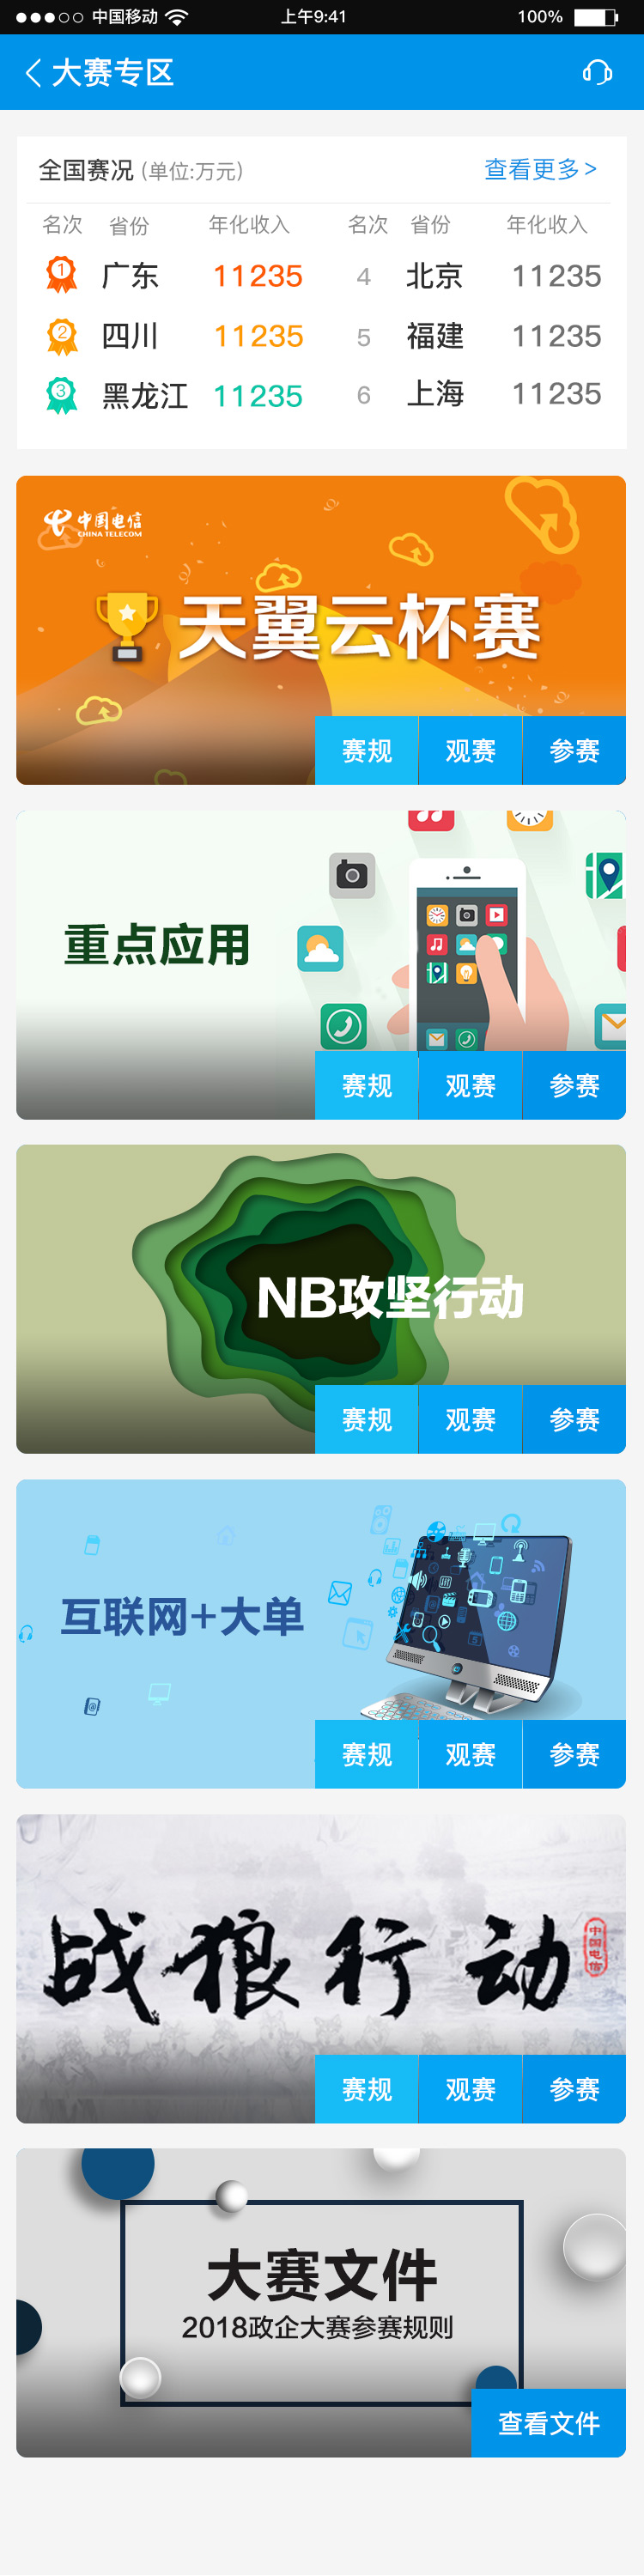 中国移动 上午9:41 100%
大赛专区
全国赛况 (单位:万元) 查看更多 >
名次 省份 年化收入 名次 省份 年化收入
1 广东 11235 4 北京 11235
2 四川 11235 5 福建 11235
3 黑龙江 11235 6 上海 11235
中国电信
CHINA TELECOM
天翼云杯赛
赛规 观赛 参赛
重点应用
赛规 观赛 参赛
NB攻坚行动
赛规 观赛 参赛
互联网+大单
赛规 观赛 参赛
战狼行动
中国电信
赛规 观赛 参赛
大赛文件
2018政企大赛参赛规则
查看文件